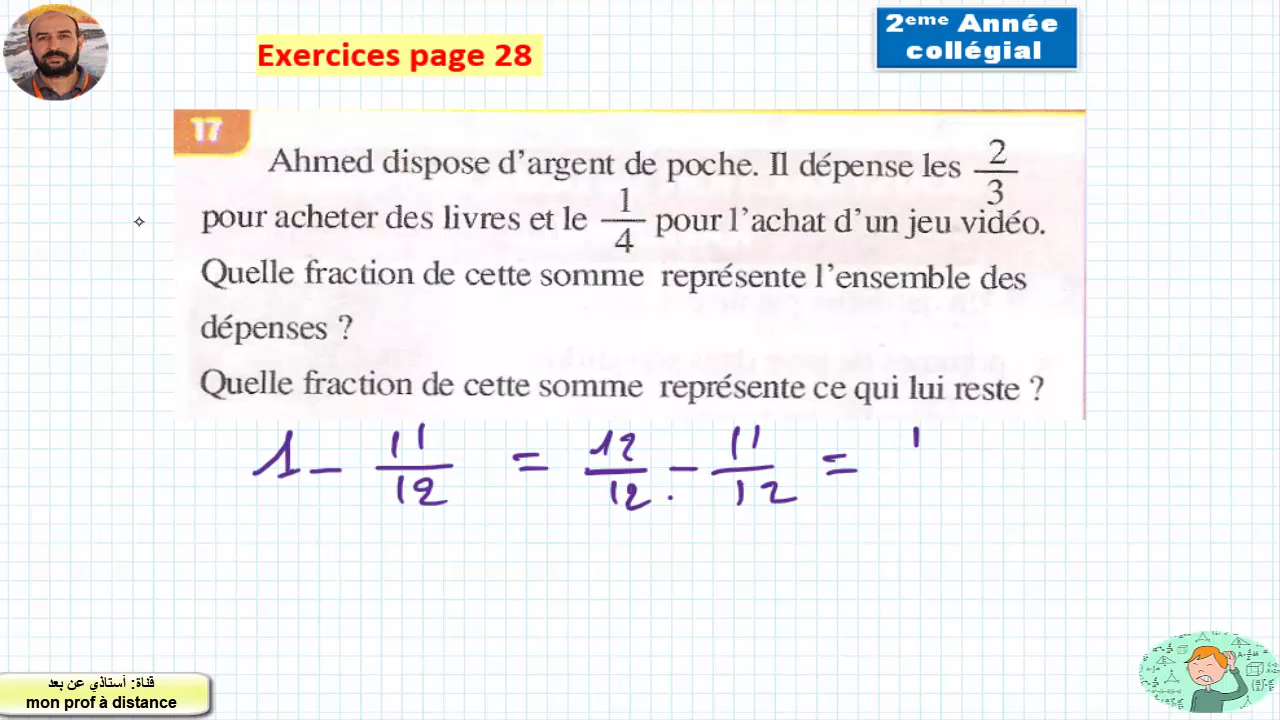 2eme Année
collégial
Exercices page 28
17
Ahmed dispose d'argent de poche. Il dépense les 2/3
pour acheter des livres et le 1/4 pour l'achat d'un jeu vidéo.
Quelle fraction de cette somme représente l'ensemble des
dépenses ?
Quelle fraction de cette somme représente ce qui lui reste ?
1 - 11/12 = 12/12 - 11/12 = 1
قناة: أستاذي عن بعد
mon prof à distance